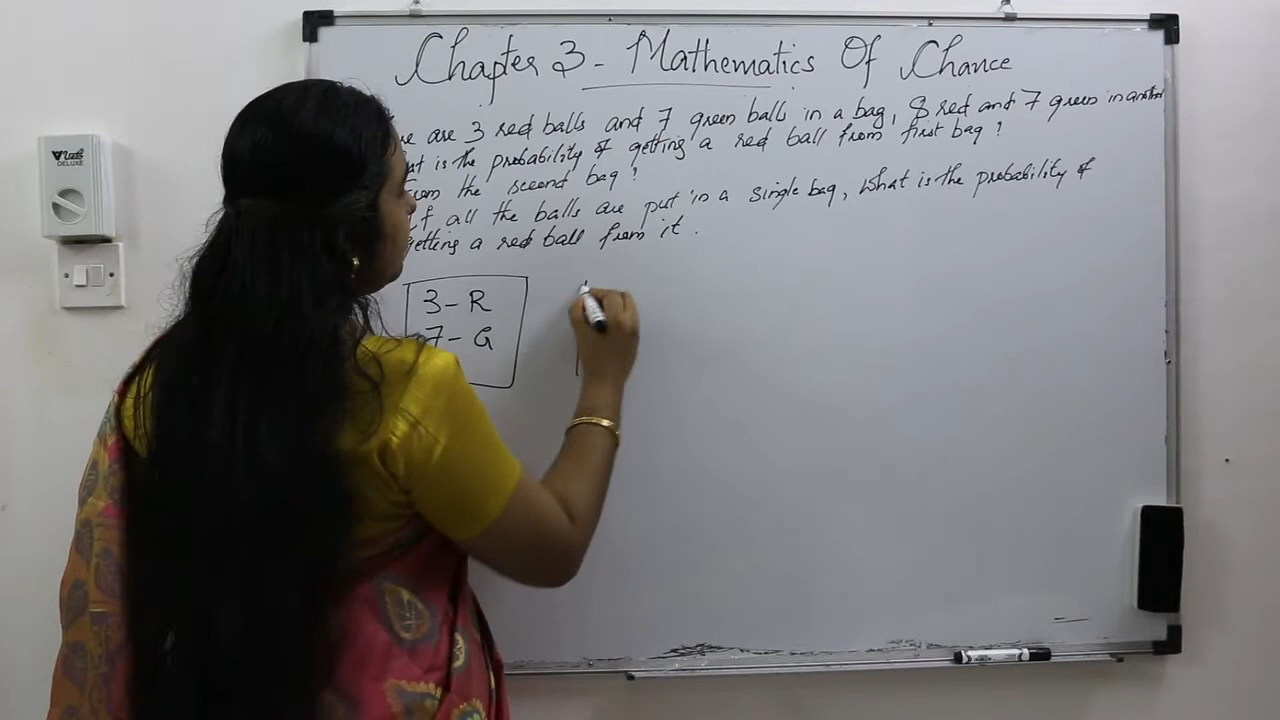 Chapter 3 - Mathematics Of Chance
are 3 red balls and 7 green balls in a bag, 8 red and 7 green in another
is the probability of getting a red ball from first bag?
from the second bag?
If all the balls are put in a single bag, what is the probability of
getting a red ball from it.
3 - R
7 - G
DELUXE